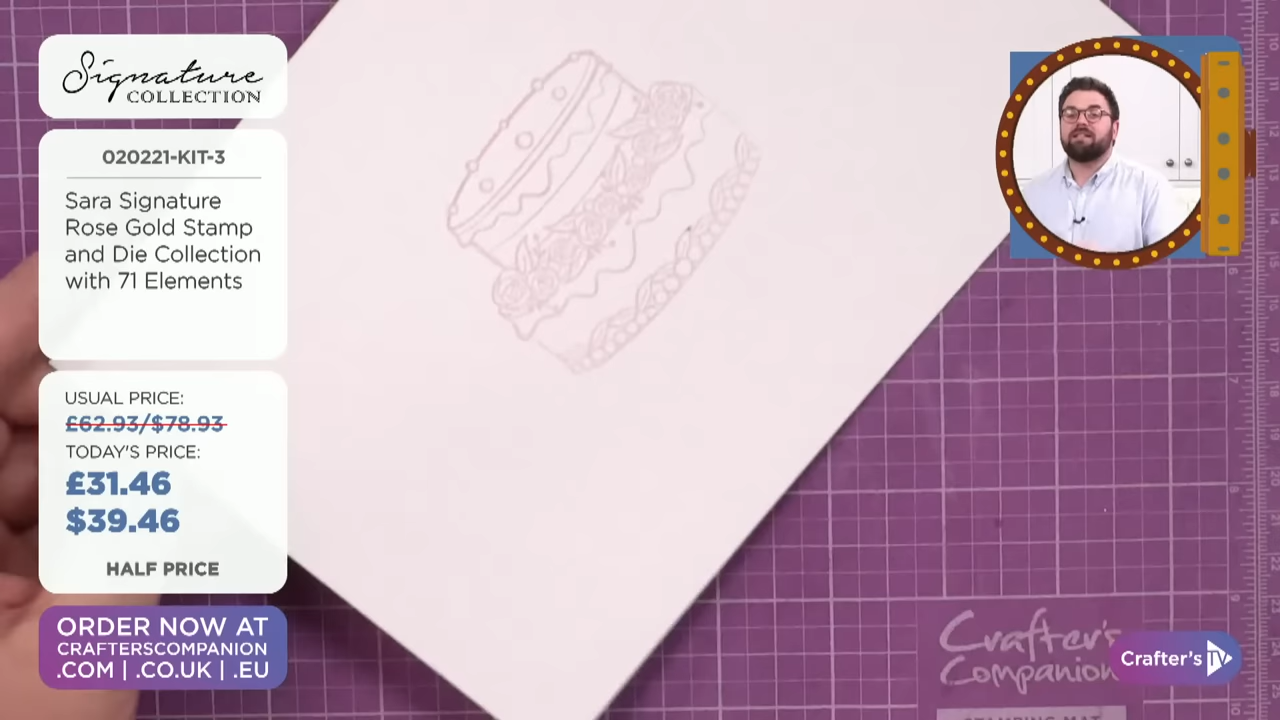 Signature
COLLECTION
020221-KIT-3
Sara Signature
Rose Gold Stamp
and Die Collection
with 71 Elements
USUAL PRICE:
£62.93/$78.93
TODAY'S PRICE:
£31.46
$39.46
HALF PRICE
ORDER NOW AT
CRAFTERSCOMPANION
.COM | .CO.UK | .EU
Crafter's
Companion
Crafter's TV
STAMPING MAT